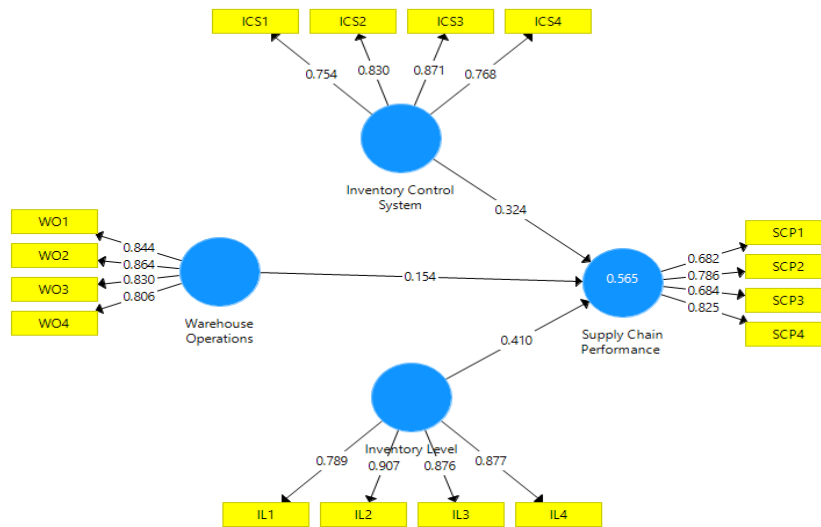 ICS1 ICS2 ICS3 ICS4
0.754 0.830 0.871 0.768
Inventory Control
System
0.324
WO1
WO2
WO3
WO4
0.844
0.864
0.830
0.806
Warehouse
Operations
0.154
0.565
Supply Chain
Performance
0.682
0.786
0.684
0.825
SCP1
SCP2
SCP3
SCP4
0.410
Inventory Level
0.789 0.907 0.876 0.877
IL1 IL2 IL3 IL4